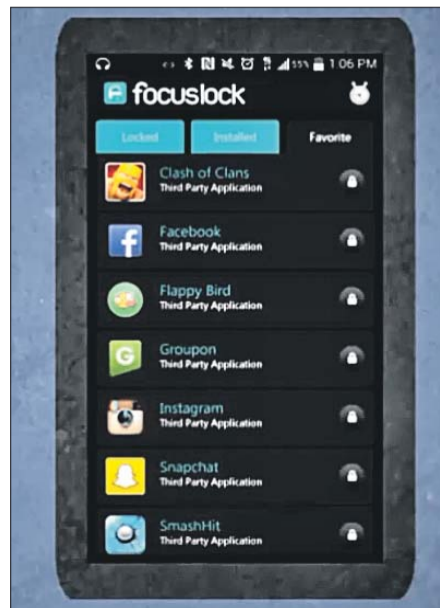 55% 1:06 PM
focuslock
Locked Installed Favorite
Clash of Clans
Third Party Application
Facebook
Third Party Application
Flappy Bird
Third Party Application
Groupon
Third Party Application
Instagram
Third Party Application
Snapchat
Third Party Application
SmashHit
Third Party Application